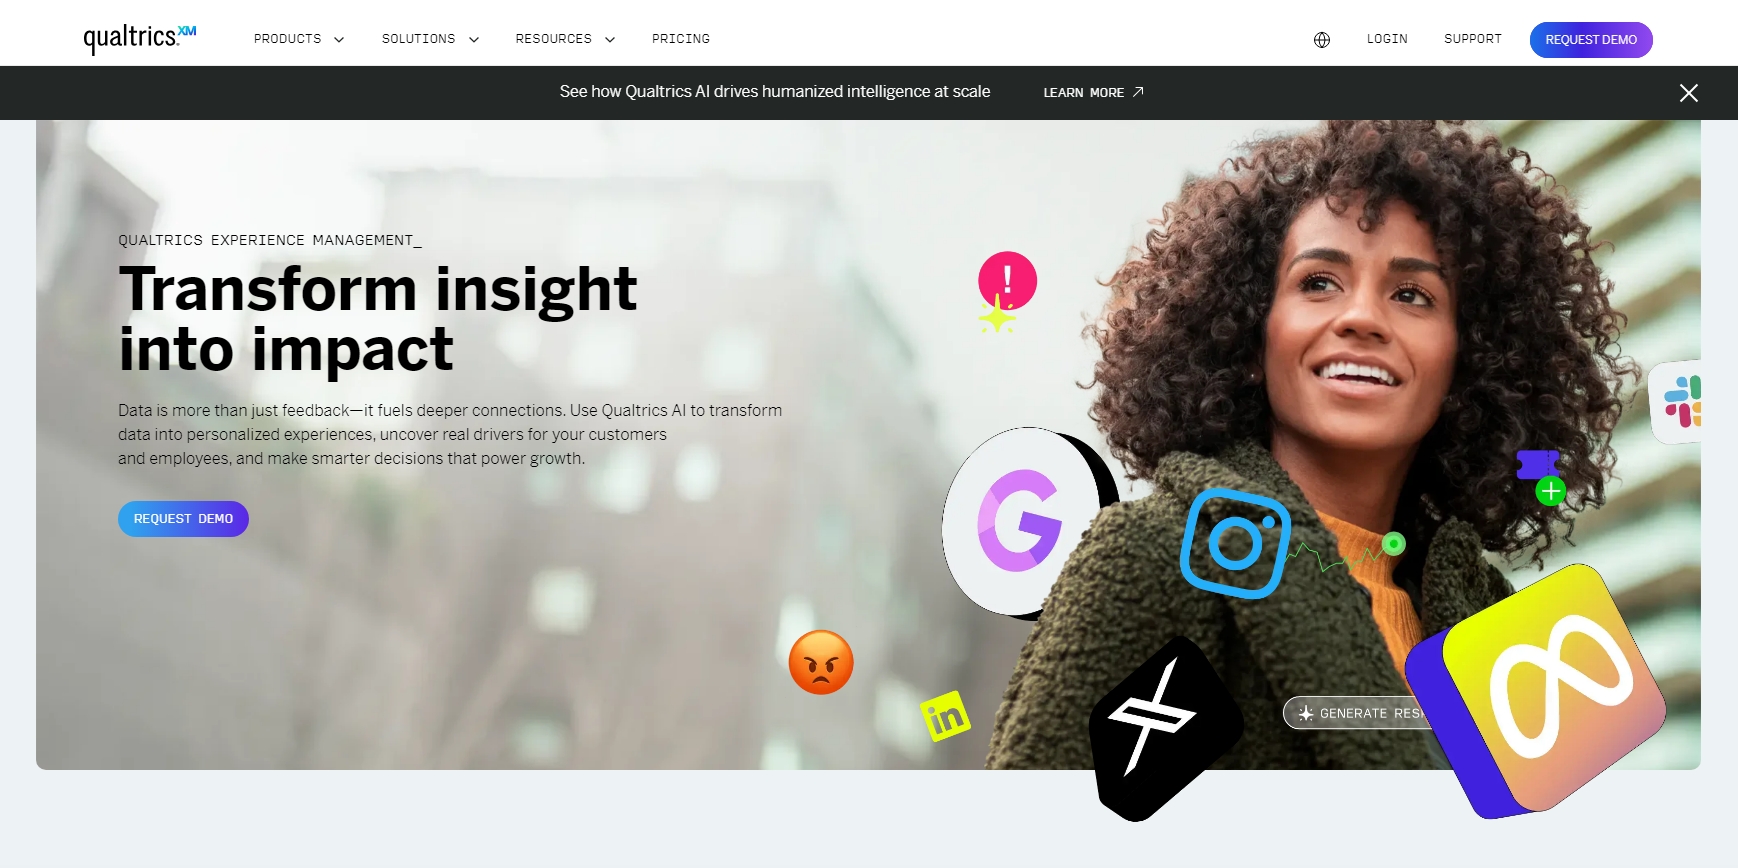 qualtrics XM
PRODUCTS
SOLUTIONS
RESOURCES
PRICING
LOGIN
SUPPORT
REQUEST DEMO
See how Qualtrics AI drives humanized intelligence at scale
LEARN MORE
QUALTRICS EXPERIENCE MANAGEMENT_
Transform insight
into impact
Data is more than just feedback—it fuels deeper connections. Use Qualtrics AI to transform
data into personalized experiences, uncover real drivers for your customers
and employees, and make smarter decisions that power growth.
REQUEST DEMO
!
G
in
X
GENERATE